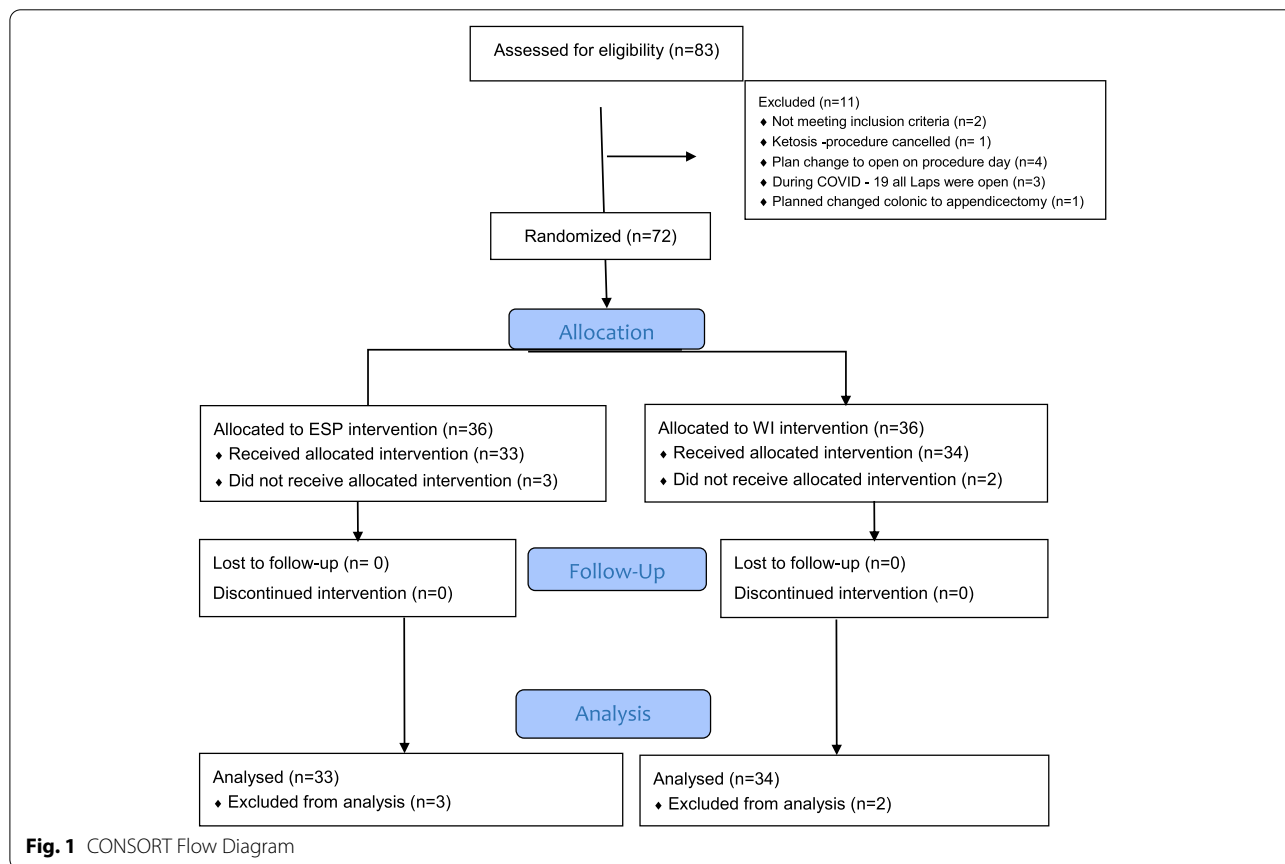 Assessed for eligibility (n=83)
Excluded (n=11)
♦ Not meeting inclusion criteria (n=2)
♦ Ketosis -procedure cancelled (n= 1)
♦ Plan change to open on procedure day (n=4)
♦ During COVID - 19 all Laps were open (n=3)
♦ Planned changed colonic to appendicectomy (n=1)
Randomized (n=72)
Allocation
Allocated to ESP intervention (n=36)
♦ Received allocated intervention (n=33)
♦ Did not receive allocated intervention (n=3)
Allocated to WI intervention (n=36)
♦ Received allocated intervention (n=34)
♦ Did not receive allocated intervention (n=2)
Lost to follow-up (n= 0)
Discontinued intervention (n=0)
Follow-Up
Lost to follow-up (n=0)
Discontinued intervention (n=0)
Analysis
Analysed (n=33)
♦ Excluded from analysis (n=3)
Analysed (n=34)
♦ Excluded from analysis (n=2)
Fig. 1 CONSORT Flow Diagram